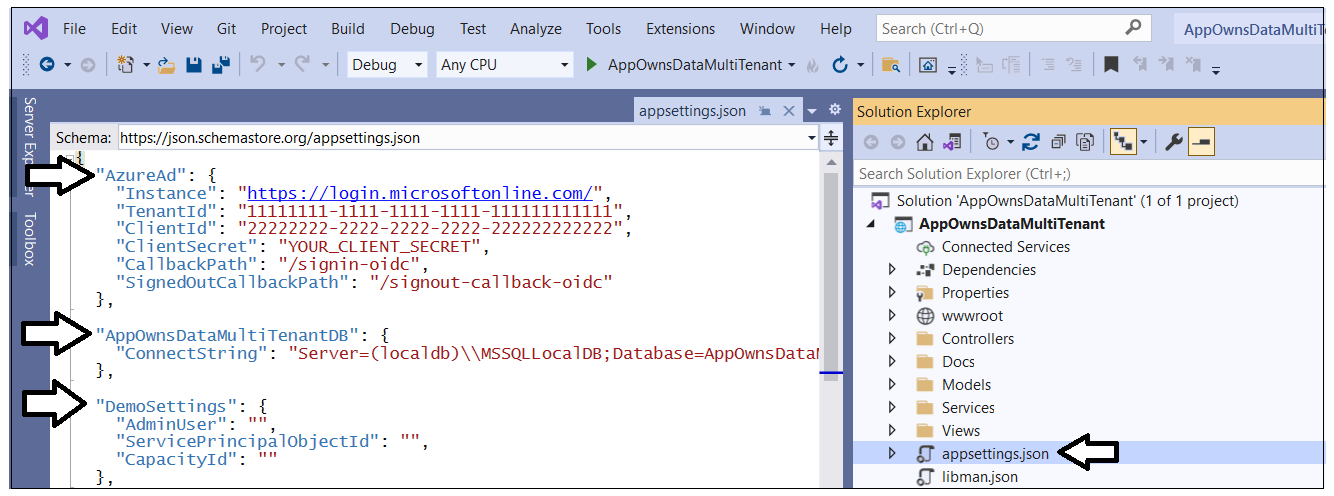 File Edit View Git Project Build Debug Test Analyze Tools Extensions Window Help Search (Ctrl+Q) AppOwnsDataMultiT
Debug Any CPU AppOwnsDataMultiTenant
Server Explorer
Toolbox
appsettings.json
Schema: https://json.schemastore.org/appsettings.json
{
"AzureAd": {
"Instance": "https://login.microsoftonline.com/",
"TenantId": "11111111-1111-1111-1111-111111111111",
"ClientId": "22222222-2222-2222-2222-222222222222",
"ClientSecret": "YOUR_CLIENT_SECRET",
"CallbackPath": "/signin-oidc",
"SignedOutCallbackPath": "/signout-callback-oidc"
},
"AppOwnsDataMultiTenantDB": {
"ConnectString": "Server=(localdb)\\MSSQLLocalDB;Database=AppOwnsDataM
},
"DemoSettings": {
"AdminUser": "",
"ServicePrincipalObjectId": "",
"CapacityId": ""
},
Solution Explorer
Search Solution Explorer (Ctrl+;)
Solution 'AppOwnsDataMultiTenant' (1 of 1 project)
AppOwnsDataMultiTenant
Connected Services
Dependencies
Properties
wwwroot
Controllers
Docs
Models
Services
Views
appsettings.json
libman.json